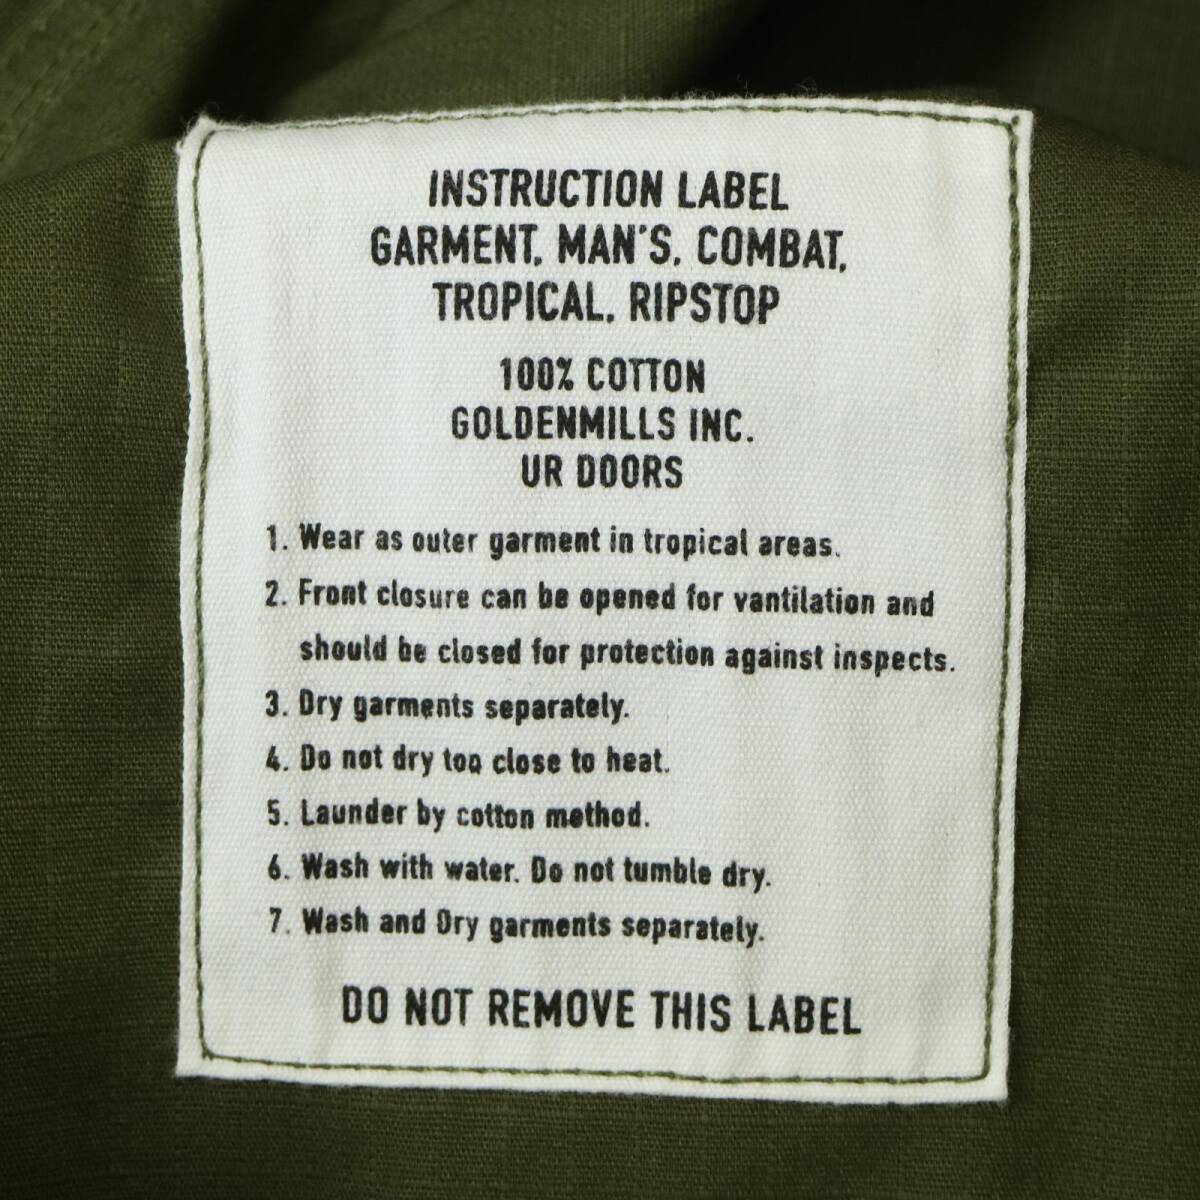 INSTRUCTION LABEL
GARMENT, MAN'S, COMBAT,
TROPICAL, RIPSTOP
100% COTTON
GOLDENMILLS INC.
UR DOORS
1. Wear as outer garment in tropical areas.
2. Front closure can be opened for vantilation and
should be closed for protection against inspects.
3. Dry garments separately.
4. Do not dry too close to heat.
5. Launder by cotton method.
6. Wash with water. Do not tumble dry.
7. Wash and Dry garments separately.
DO NOT REMOVE THIS LABEL